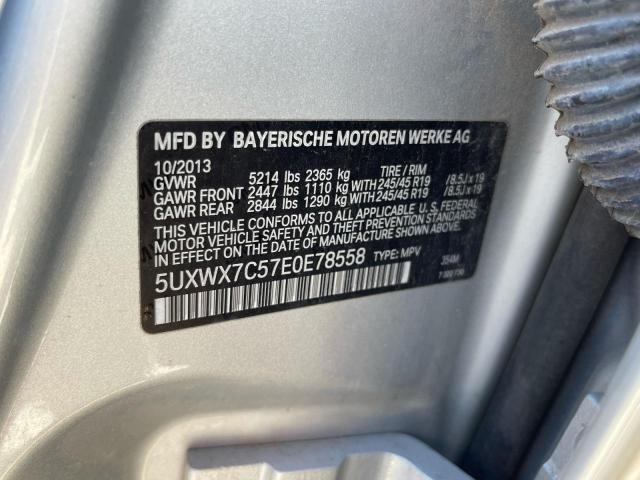 MFD BY BAYERISCHE MOTOREN WERKE AG
10/2013
GVWR 5214 lbs 2365 kg TIRE / RIM
GAWR FRONT 2447 lbs 1110 kg WITH 245/45 R19 / 8.5J x 19
GAWR REAR 2844 lbs 1290 kg WITH 245/45 R19 / 8.5J x 19
THIS VEHICLE CONFORMS TO ALL APPLICABLE U.S. FEDERAL
MOTOR VEHICLE SAFETY AND THEFT PREVENTION STANDARDS
IN EFFECT ON THE DATE OF MANUFACTURE SHOWN ABOVE.
5UXWX7C57E0E78558 TYPE: MPV 354M